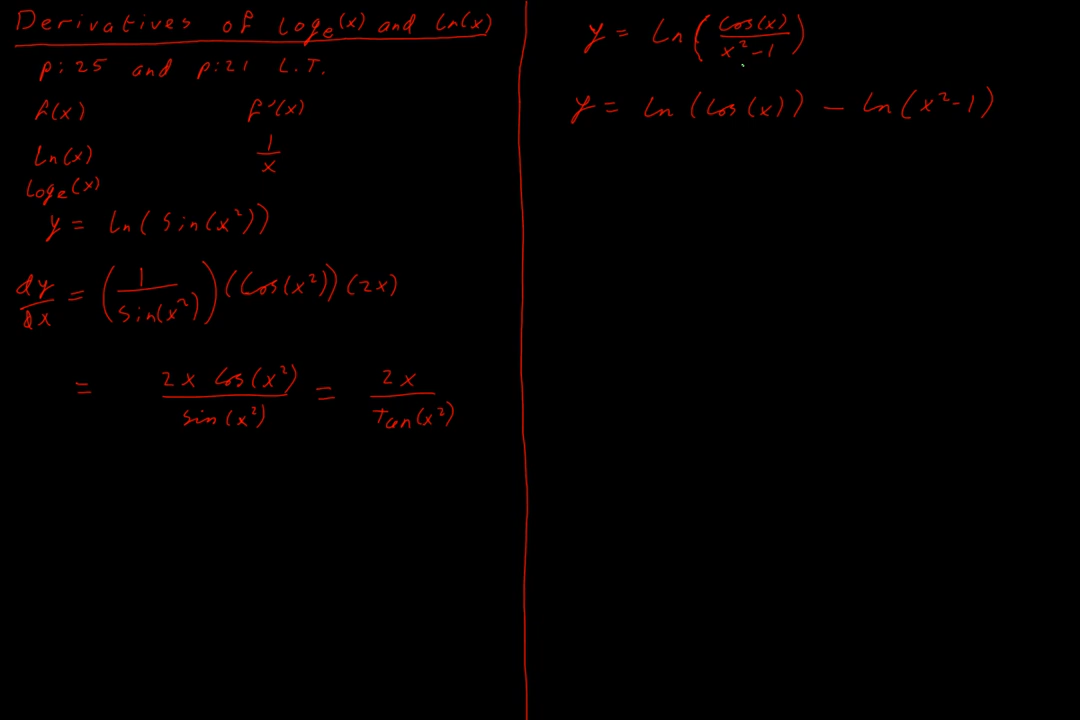 Derivatives of Loge(x) and Ln(x)
p:25 and p:21 L.T.
f(x) f'(x)
Ln(x) 1/x
Loge(x)
y = Ln(Sin(x²))
dy/dx = (1/Sin(x²))(Cos(x²))(2x)
= 2x Cos(x²)/Sin(x²) = 2x/Tan(x²)
y = Ln(Cos(x)/x²-1)
y = Ln(Cos(x)) - Ln(x²-1)